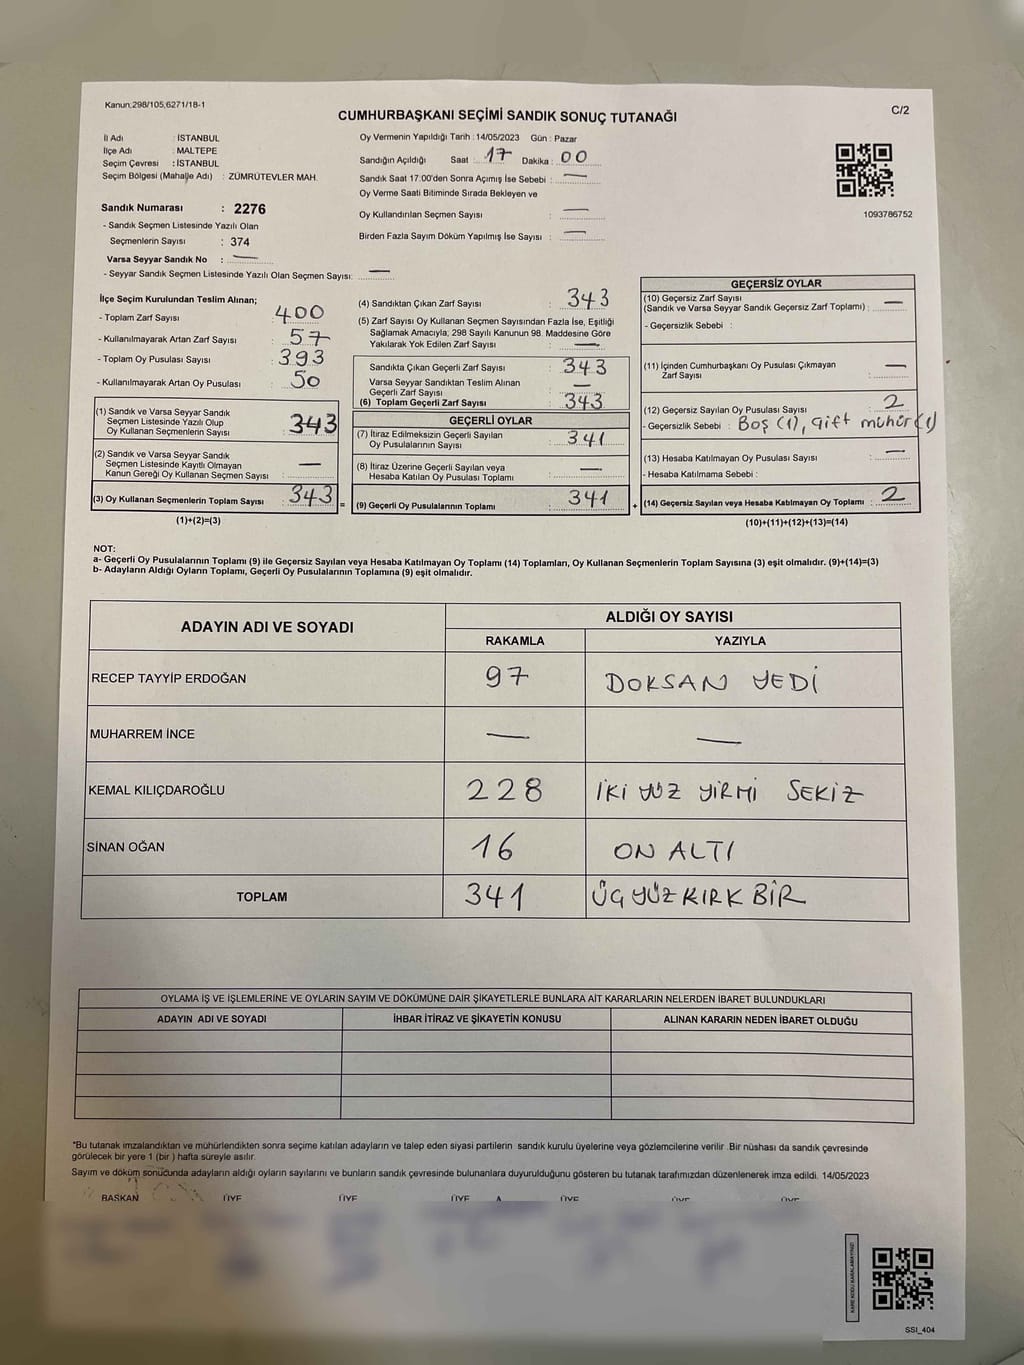 Kanun;298/105,6271/18-1
C/2
CUMHURBAŞKANI SEÇİMİ SANDIK SONUÇ TUTANAĞI
İl Adı : İSTANBUL
İlçe Adı : MALTEPE
Seçim Çevresi : İSTANBUL
Seçim Bölgesi (Mahalle Adı) : ZÜMRÜTEVLER MAH.
Sandık Numarası : 2276
- Sandık Seçmen Listesinde Yazılı Olan
Seçmenlerin Sayısı : 374
Varsa Seyyar Sandık No : —
- Seyyar Sandık Seçmen Listesinde Yazılı Olan Seçmen Sayısı: —
Oy Vermenin Yapıldığı Tarih : 14/05/2023 Gün : Pazar
Sandığın Açıldığı Saat : 17 Dakika : 00
Sandık Saat 17:00'den Sonra Açımış İse Sebebi : —
Oy Verme Saati Bitiminde Sırada Bekleyen ve
Oy Kullandırılan Seçmen Sayısı : —
Birden Fazla Sayım Döküm Yapılmış İse Sayısı : —
1093786752
İlçe Seçim Kurulundan Teslim Alınan;
- Toplam Zarf Sayısı : 400
- Kullanılmayarak Artan Zarf Sayısı : 57
- Toplam Oy Pusulası Sayısı : 393
- Kullanılmayarak Artan Oy Pusulası : 50
(1) Sandık ve Varsa Seyyar Sandık
Seçmen Listesinde Yazılı Olup
Oy Kullanan Seçmenlerin Sayısı : 343
(2) Sandık ve Varsa Seyyar Sandık
Seçmen Listesinde Kayıtlı Olmayan
Kanun Gereği Oy Kullanan Seçmen Sayısı : —
(3) Oy Kullanan Seçmenlerin Toplam Sayısı : 343 =
(1)+(2)=(3)
(4) Sandıktan Çıkan Zarf Sayısı : 343
(5) Zarf Sayısı Oy Kullanan Seçmen Sayısından Fazla İse, Eşitliği
Sağlamak Amacıyla; 298 Sayılı Kanunun 98. Maddesine Göre
Yakılarak Yok Edilen Zarf Sayısı : —
Sandıkta Çıkan Geçerli Zarf Sayısı : 343
Varsa Seyyar Sandıktan Teslim Alınan
Geçerli Zarf Sayısı : —
(6) Toplam Geçerli Zarf Sayısı : 343
GEÇERLİ OYLAR
(7) İtiraz Edilmeksizin Geçerli Sayılan
Oy Pusulalarının Sayısı : 341
(8) İtiraz Üzerine Geçerli Sayılan veya
Hesaba Katılan Oy Pusulası Toplamı : —
(9) Geçerli Oy Pusulalarının Toplamı : 341 +
GEÇERSİZ OYLAR
(10) Geçersiz Zarf Sayısı
(Sandık ve Varsa Seyyar Sandık Geçersiz Zarf Toplamı) : —
- Geçersizlik Sebebi :
(11) İçinden Cumhurbaşkanı Oy Pusulası Çıkmayan
Zarf Sayısı : —
(12) Geçersiz Sayılan Oy Pusulası Sayısı : 2
- Geçersizlik Sebebi : Boş (1), çift mühür (1)
(13) Hesaba Katılmayan Oy Pusulası Sayısı : —
- Hesaba Katılmama Sebebi :
(14) Geçersiz Sayılan veya Hesaba Katılmayan Oy Toplamı : 2
(10)+(11)+(12)+(13)=(14)
NOT:
a- Geçerli Oy Pusulalarının Toplamı (9) ile Geçersiz Sayılan veya Hesaba Katılmayan Oy Toplamı (14) Toplamları, Oy Kullanan Seçmenlerin Toplam Sayısına (3) eşit olmalıdır. (9)+(14)=(3)
b- Adayların Aldığı Oyların Toplamı, Geçerli Oy Pusulalarının Toplamına (9) eşit olmalıdır.
ADAYIN ADI VE SOYADI
ALDIĞI OY SAYISI
RAKAMLA YAZIYLA
RECEP TAYYİP ERDOĞAN 97 DOKSAN YEDİ
MUHARREM İNCE — —
KEMAL KILIÇDAROĞLU 228 İKİ YÜZ YİRMİ SEKİZ
SİNAN OĞAN 16 ON ALTI
TOPLAM 341 ÜÇYÜZ KIRK BİR
OYLAMA İŞ VE İŞLEMLERİNE VE OYLARIN SAYIM VE DÖKÜMÜNE DAİR ŞİKAYETLERLE BUNLARA AİT KARARLARIN NELERDEN İBARET BULUNDUKLARI
ADAYIN ADI VE SOYADI İHBAR İTİRAZ VE ŞİKAYETİN KONUSU ALINAN KARARIN NEDEN İBARET OLDUĞU
*Bu tutanak imzalandıktan ve mühürlendikten sonra seçime katılan adayların ve talep eden siyasi partilerin sandık kurulu üyelerine veya gözlemcilerine verilir. Bir nüshası da sandık çevresinde
görülecek bir yere 1 (bir ) hafta süreyle asılır.
Sayım ve döküm sonucunda adayların aldığı oyların sayılarını ve bunların sandık çevresinde bulunanlara duyurulduğunu gösteren bu tutanak tarafımızdan düzenlenerek imza edildi. 14/05/2023
BAŞKAN ÜYE ÜYE ÜYE ÜYE ÜYE ÜYE
KARE KODU KARALAMAYINIZ!
SSI_404